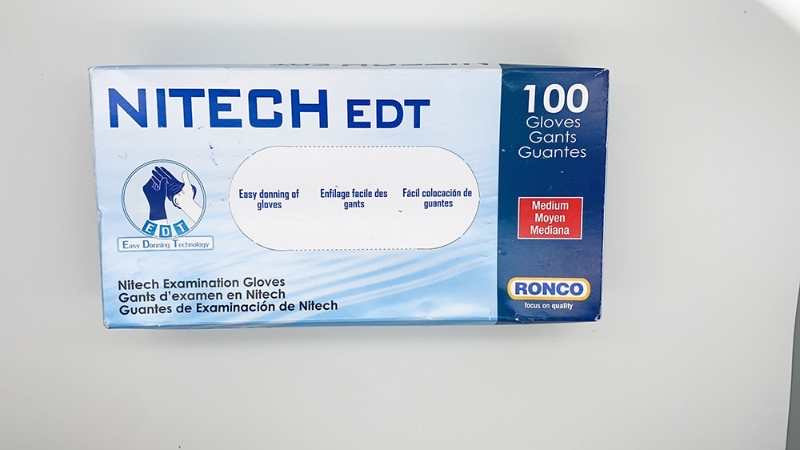 NITECH EDT
100
Gloves
Gants
Guantes
Easy donning of
gloves
Enfilage facile des
gants
Fácil colocación de
guantes
Medium
Moyen
Mediana
EDT
Easy Donning Technology
Nitech Examination Gloves
Gants d'examen en Nitech
Guantes de Examinación de Nitech
RONCO
focus on quality